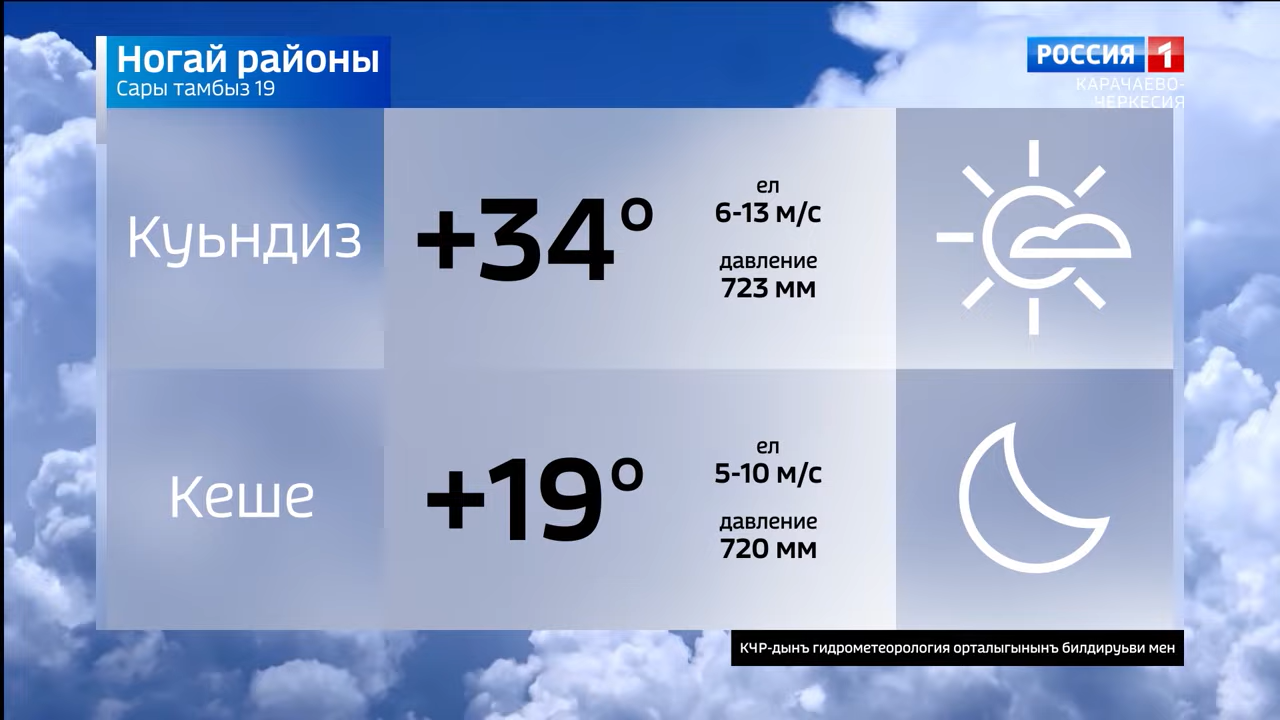 Ногай районы
Сары тамбыз 19
РОССИЯ 1
КАРАЧАЕВО-
ЧЕРКЕСИЯ
Куьндиз
+34°
ел
6-13 м/с
давление
723 мм
Кеше
+19°
ел
5-10 м/с
давление
720 мм
КЧР-дынъ гидрометеорология орталыгынынъ билдируьви мен